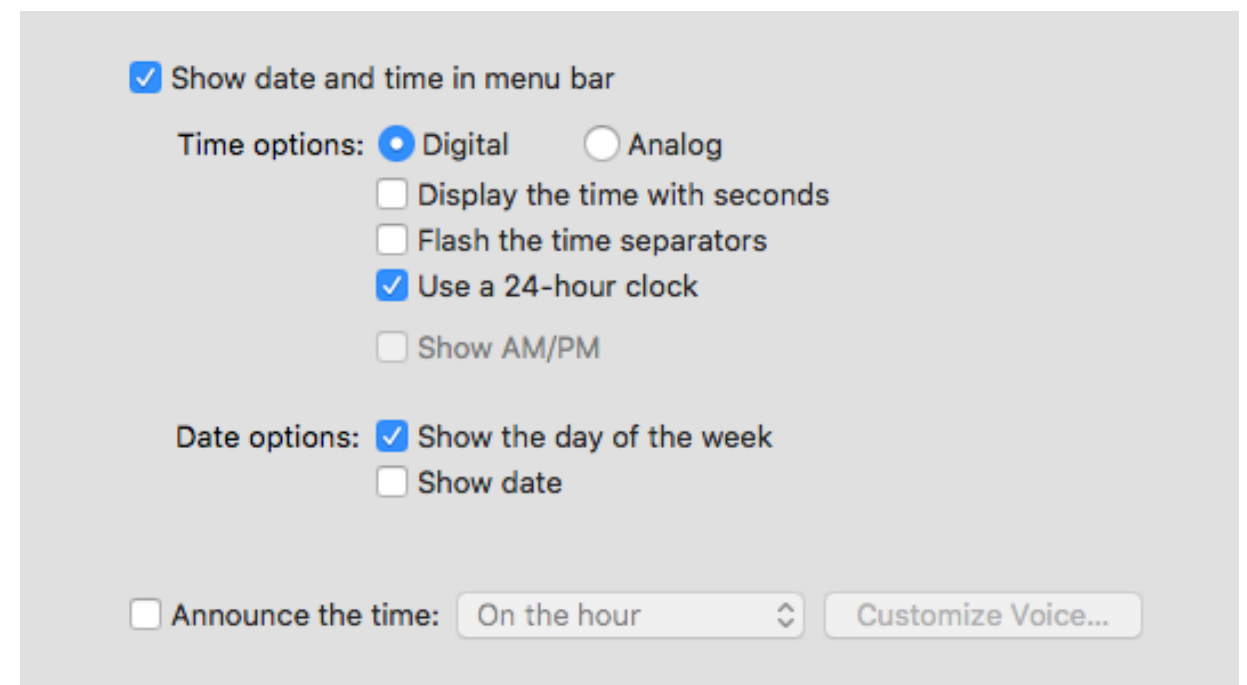 Show date and time in menu bar
Time options: Digital Analog
Display the time with seconds
Flash the time separators
Use a 24-hour clock
Show AM/PM
Date options: Show the day of the week
Show date
Announce the time: On the hour Customize Voice...